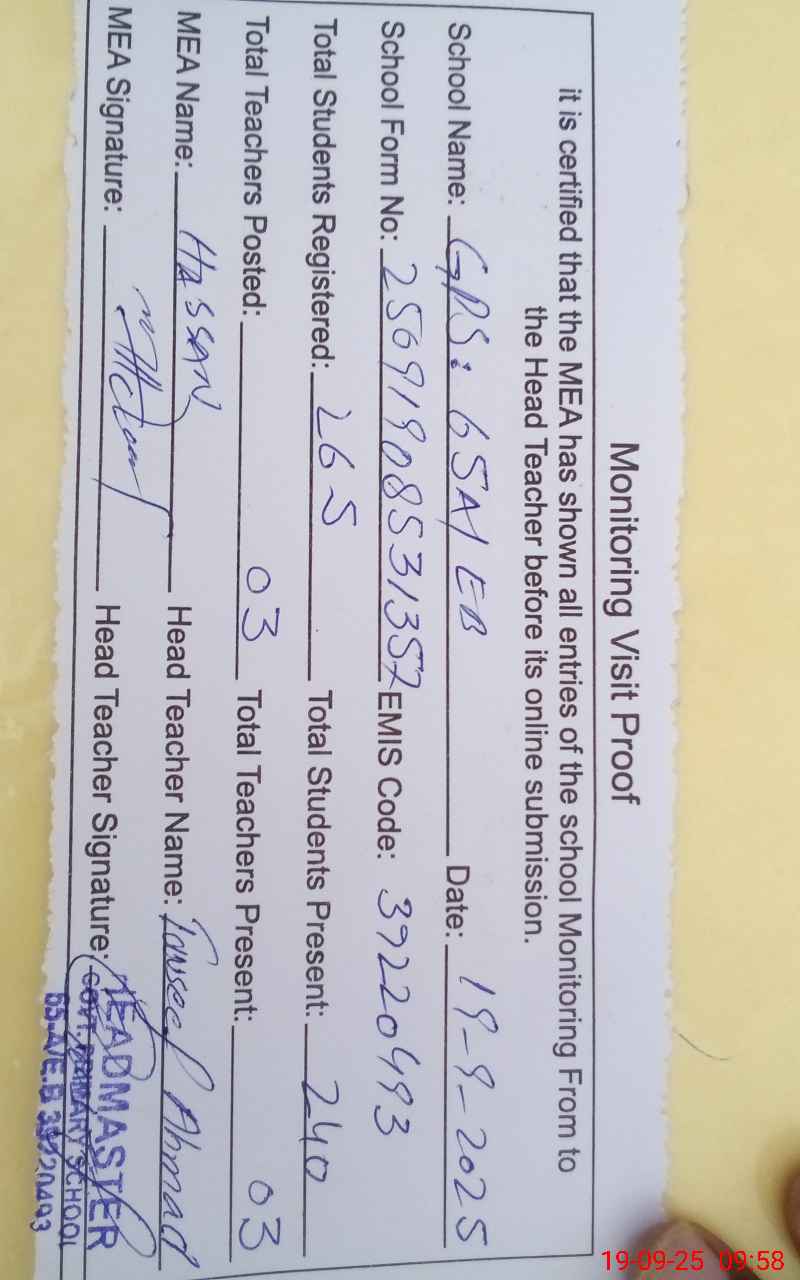 Monitoring Visit Proof
it is certified that the MEA has shown all entries of the school Monitoring From to
the Head Teacher before its online submission.
School Name: GPS: 65A/EB Date: 19-9-2025
School Form No: 25691908531357 EMIS Code: 39220493
Total Students Registered: 265 Total Students Present: 240
Total Teachers Posted: 03 Total Teachers Present: 03
MEA Name: HASSAN Head Teacher Name: Tauseef Ahmad
MEA Signature: Head Teacher Signature:
HEADMASTER
GOVT. PRIMARY SCHOOL
65-A/E.B 39220493
19-09-25 09:58